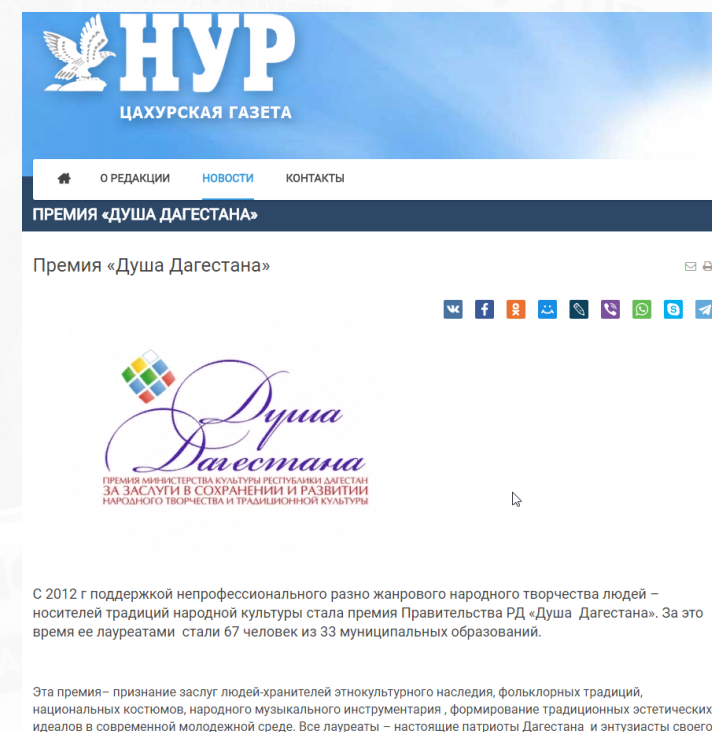 НУР
ЦАХУРСКАЯ ГАЗЕТА
О РЕДАКЦИИ НОВОСТИ КОНТАКТЫ
ПРЕМИЯ «ДУША ДАГЕСТАНА»
Премия «Душа Дагестана»
Душа
Дагестана
ПРЕМИЯ МИНИСТЕРСТВА КУЛЬТУРЫ РЕСПУБЛИКИ ДАГЕСТАН
ЗА ЗАСЛУГИ В СОХРАНЕНИИ И РАЗВИТИИ
НАРОДНОГО ТВОРЧЕСТВА И ТРАДИЦИОННОЙ КУЛЬТУРЫ
С 2012 г поддержкой непрофессионального разно жанрового народного творчества людей –
носителей традиций народной культуры стала премия Правительства РД «Душа Дагестана». За это
время ее лауреатами стали 67 человек из 33 муниципальных образований.
Эта премия– признание заслуг людей-хранителей этнокультурного наследия, фольклорных традиций,
национальных костюмов, народного музыкального инструментария , формирование традиционных эстетических
идеалов в современной молодежной среде. Все лауреаты – настоящие патриоты Дагестана и энтузиасты своего